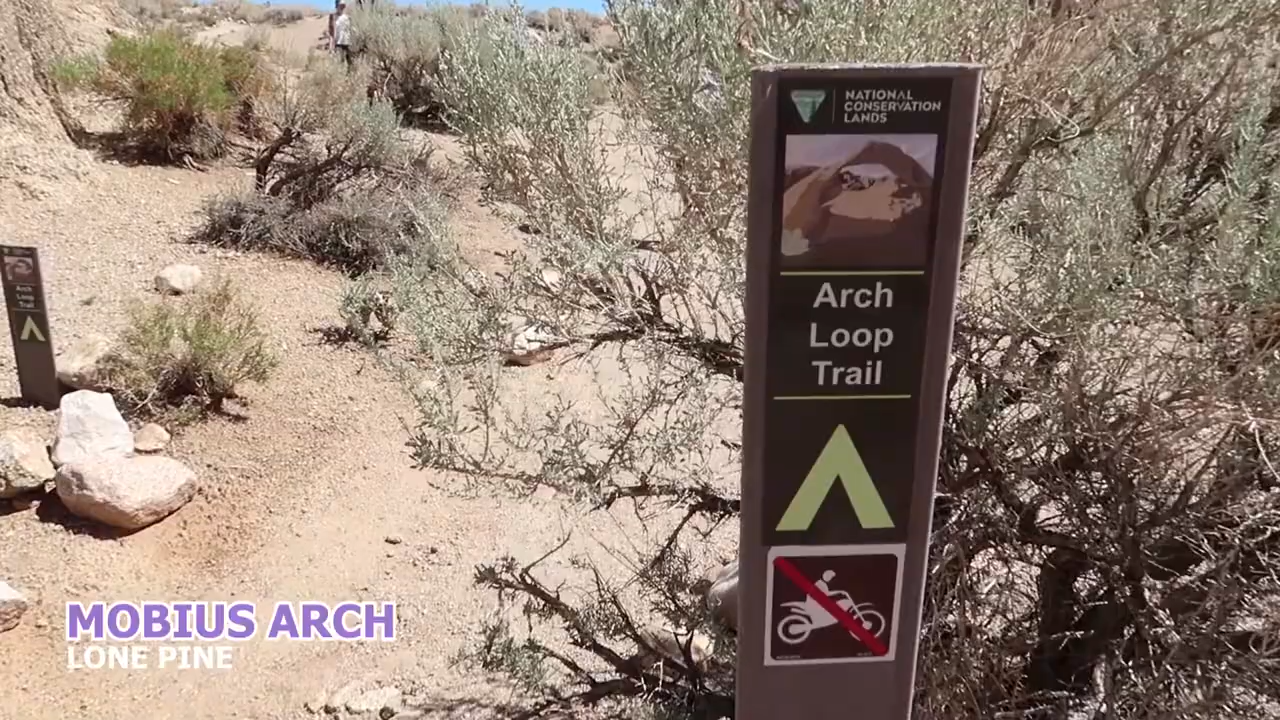 NATIONAL
CONSERVATION
LANDS
Arch
Loop
Trail
Arch
Loop
Trail
MOBIUS ARCH
LONE PINE